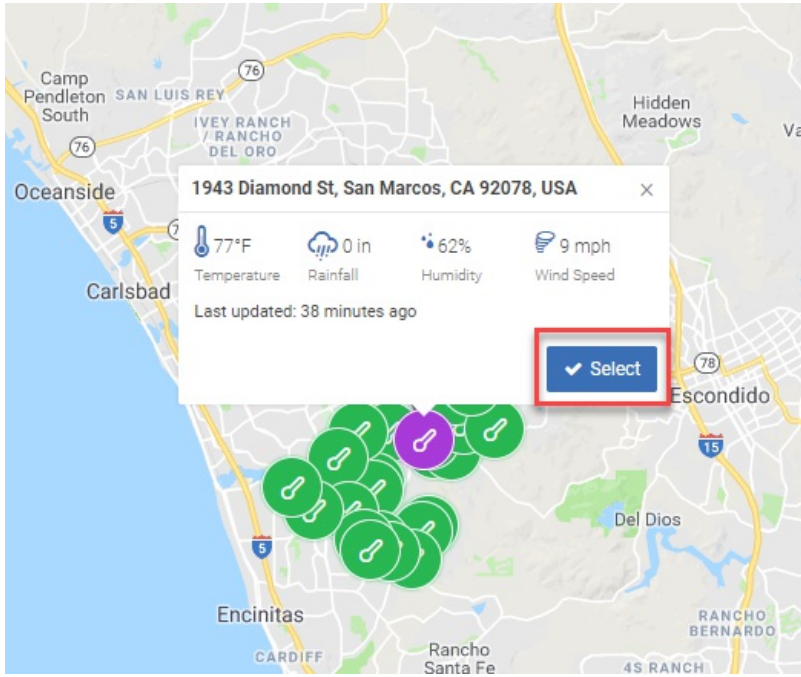 76
Camp
Pendleton
South
SAN LUIS REY
IVEY RANCH
/ RANCHO
DEL ORO
76
Hidden
Meadows
Va
Oceanside
5
7
Carlsbad
1943 Diamond St, San Marcos, CA 92078, USA ×
77°F 0 in 62% 9 mph
Temperature Rainfall Humidity Wind Speed
Last updated: 38 minutes ago
Select
78
Escondido
15
Del Dios
5
Encinitas
RANCHO
BERNARDO
CARDIFF
Rancho
Santa Fe
4S RANCH